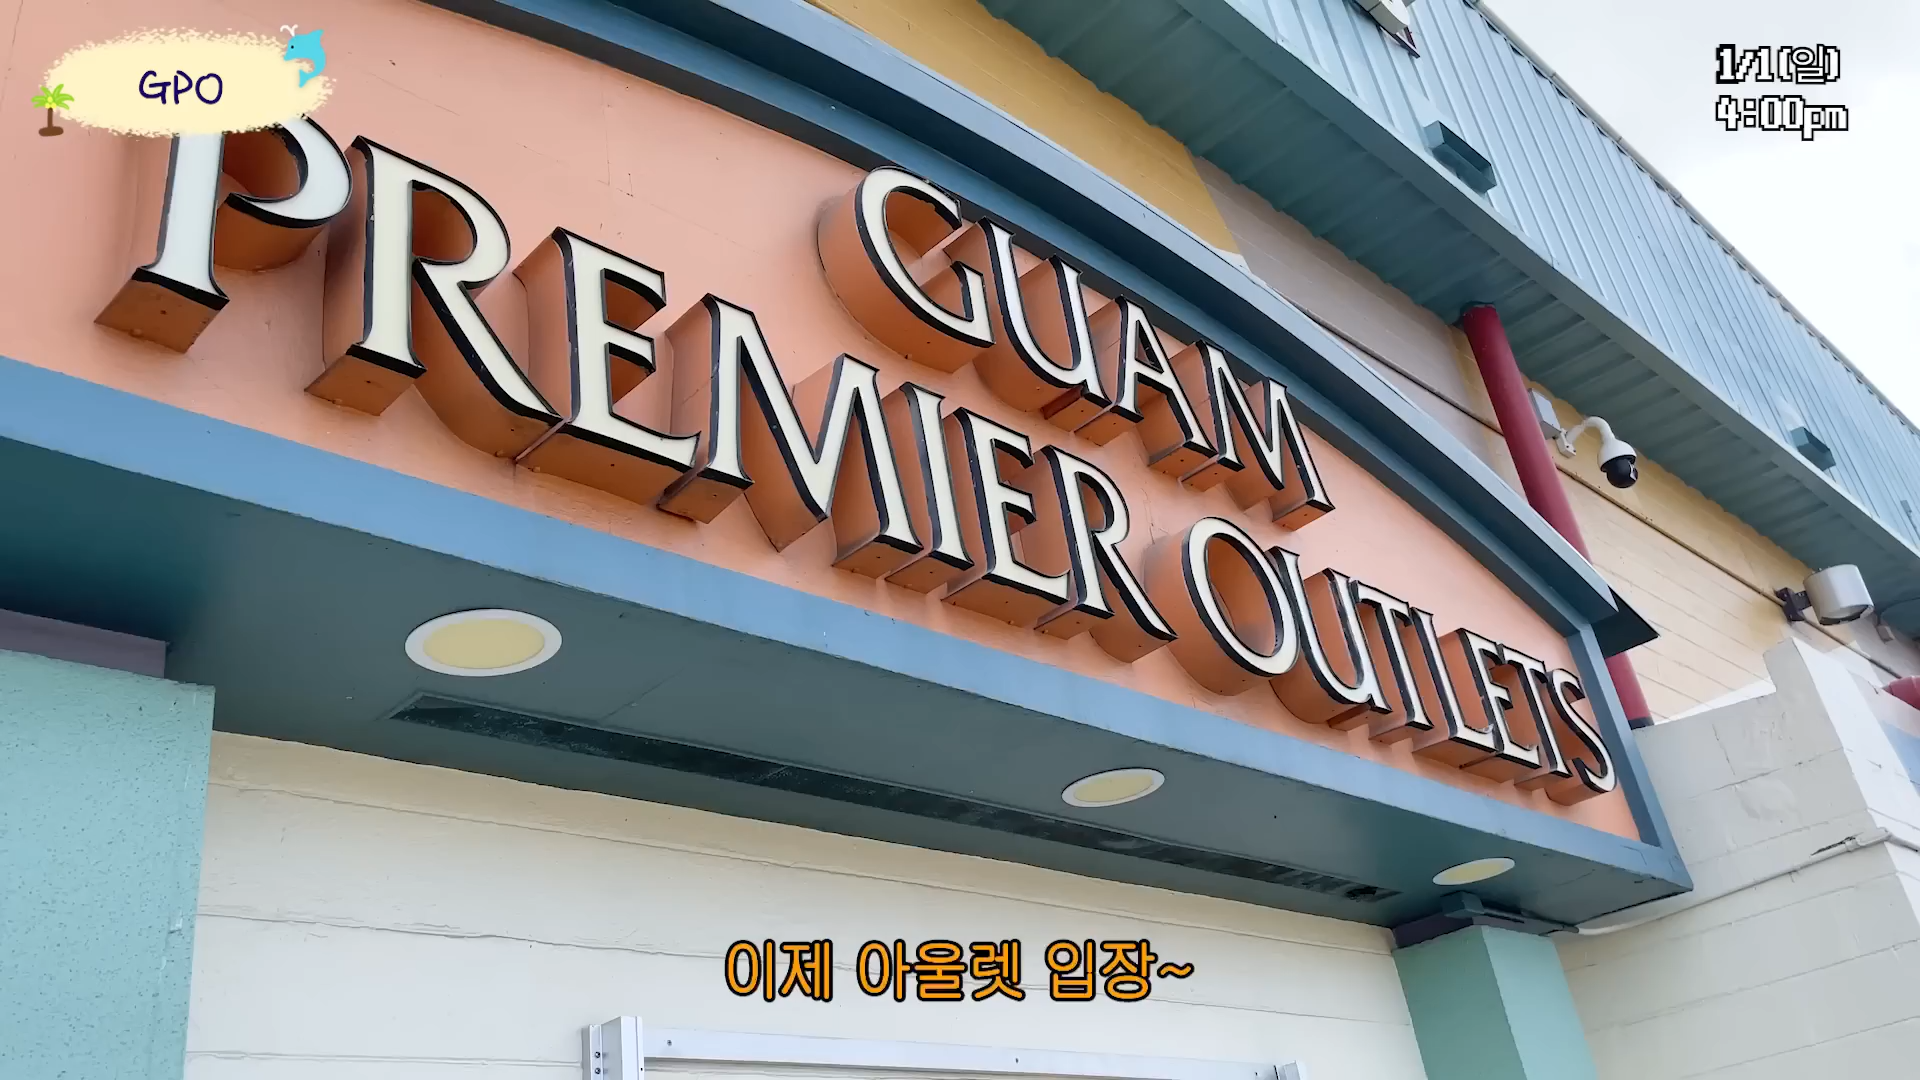 GPO
1/1(일)
4:00pm
GUAM
PREMIER OUTLETS
이제 아울렛 입장~